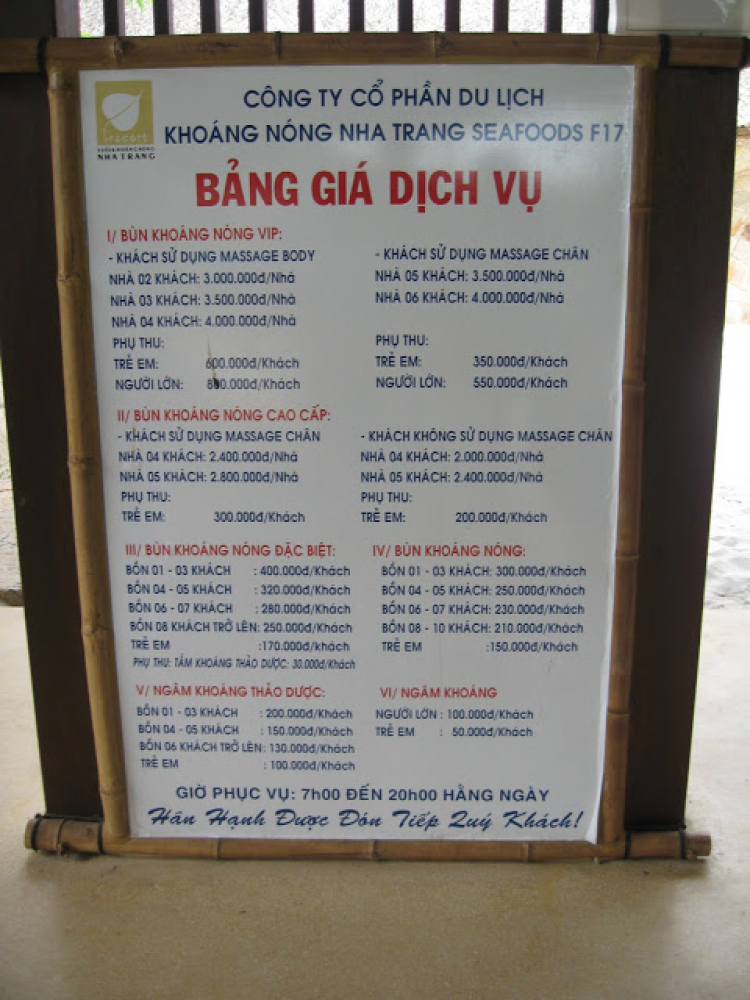 CÔNG TY CỔ PHẦN DU LỊCH
KHOÁNG NÓNG NHA TRANG SEAFOODS F17
NHA TRANG
BẢNG GIÁ DỊCH VỤ
I/ BÙN KHOÁNG NÓNG VIP:
- KHÁCH SỬ DỤNG MASSAGE BODY
NHÀ 02 KHÁCH: 3.000.000đ/Nhà
NHÀ 03 KHÁCH: 3.500.000đ/Nhà
NHÀ 04 KHÁCH: 4.000.000đ/Nhà
PHỤ THU:
TRẺ EM: 600.000đ/Khách
NGƯỜI LỚN: 800.000đ/Khách
- KHÁCH SỬ DỤNG MASSAGE CHÂN
NHÀ 05 KHÁCH: 3.500.000đ/Nhà
NHÀ 06 KHÁCH: 4.000.000đ/Nhà
PHỤ THU:
TRẺ EM: 350.000đ/Khách
NGƯỜI LỚN: 550.000đ/Khách
II/ BÙN KHOÁNG NÓNG CAO CẤP:
- KHÁCH SỬ DỤNG MASSAGE CHÂN
NHÀ 04 KHÁCH: 2.400.000đ/Nhà
NHÀ 05 KHÁCH: 2.800.000đ/Nhà
PHỤ THU:
TRẺ EM: 300.000đ/Khách
- KHÁCH KHÔNG SỬ DỤNG MASSAGE CHÂN
NHÀ 04 KHÁCH: 2.000.000đ/Nhà
NHÀ 05 KHÁCH: 2.400.000đ/Nhà
PHỤ THU:
TRẺ EM: 200.000đ/Khách
III/ BÙN KHOÁNG NÓNG ĐẶC BIỆT:
BỒN 01 - 03 KHÁCH : 400.000đ/Khách
BỒN 04 - 05 KHÁCH : 320.000đ/Khách
BỒN 06 - 07 KHÁCH : 280.000đ/Khách
BỒN 08 KHÁCH TRỞ LÊN: 250.000đ/Khách
TRẺ EM :170.000đ/khách
PHỤ THU: TẮM KHOÁNG THẢO DƯỢC: 30.000đ/Khách
IV/ BÙN KHOÁNG NÓNG:
BỒN 01 - 03 KHÁCH: 300.000đ/Khách
BỒN 04 - 05 KHÁCH: 250.000đ/Khách
BỒN 06 - 07 KHÁCH: 230.000đ/Khách
BỒN 08 - 10 KHÁCH: 210.000đ/Khách
TRẺ EM :150.000đ/Khách
V/ NGÂM KHOÁNG THẢO DƯỢC:
BỒN 01 - 03 KHÁCH : 200.000đ/Khách
BỒN 04 - 05 KHÁCH : 150.000đ/Khách
BỒN 06 KHÁCH TRỞ LÊN: 130.000đ/Khách
TRẺ EM : 100.000đ/Khách
VI/ NGÂM KHOÁNG
NGƯỜI LỚN : 100.000đ/Khách
TRẺ EM : 50.000đ/Khách
GIỜ PHỤC VỤ: 7h00 ĐẾN 20h00 HẰNG NGÀY
Hân Hạnh Được Đón Tiếp Quý Khách!